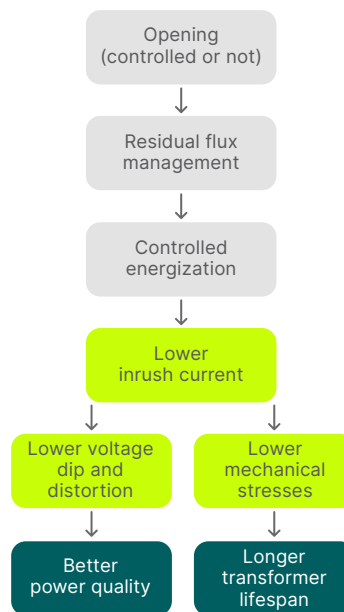 Opening
(controlled or not)
Residual flux
management
Controlled
energization
Lower
inrush current
Lower voltage
dip and
distortion
Lower
mechanical
stresses
Better
power quality
Longer
transformer
lifespan